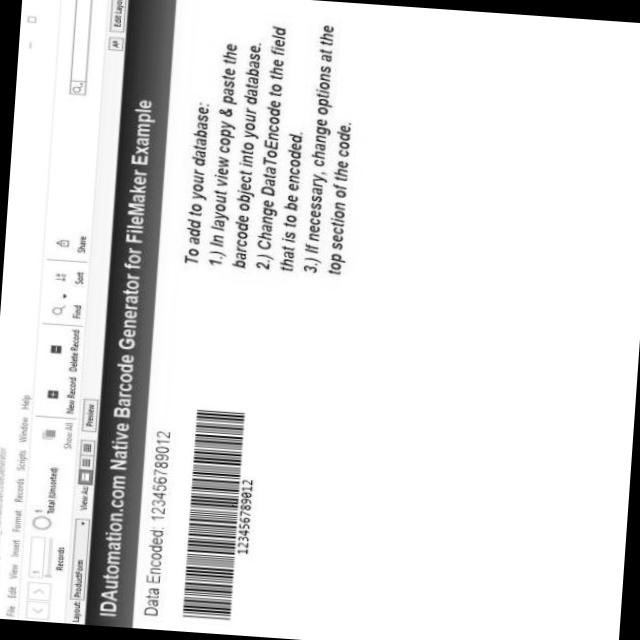 File Edit View Insert Format Records Scripts Window Help
1
1
Total (Unsorted)
Records
Show All New Record Delete Record Find Sort Share
Layout: ProductForm View As: Preview Aa Edit Layou
IDAutomation.com Native Barcode Generator for FileMaker Example
Data Encoded: 123456789012
123456789012
To add to your database:
1.) In layout view copy & paste the
barcode object into your database.
2.) Change DataToEncode to the field
that is to be encoded.
3.) If necessary, change options at the
top section of the code.